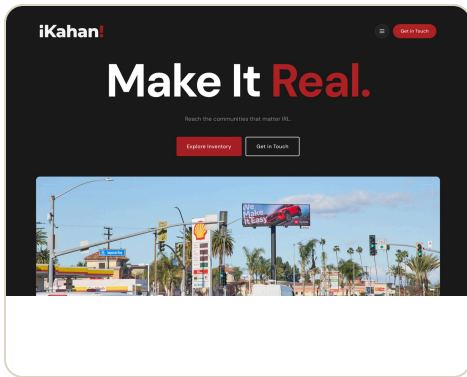 iKahan!
Get in Touch
Make It Real.
Reach the communities that matter IRL.
Explore Inventory
Get in Touch
We
Make
It Easy